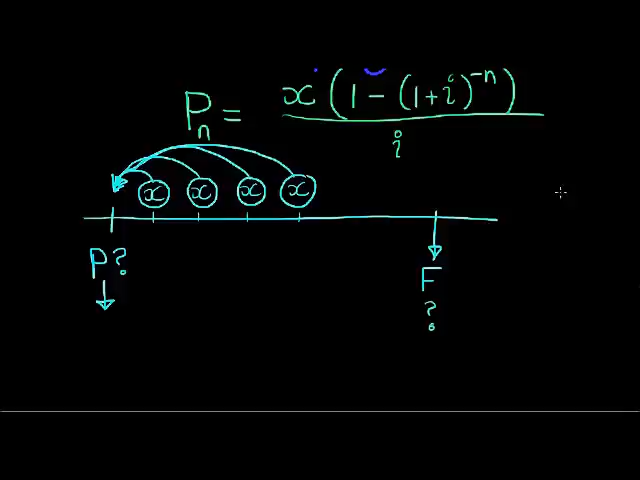 Pₙ = x(1 - (1+i)⁻ⁿ) / i
x x x x
P? F
?